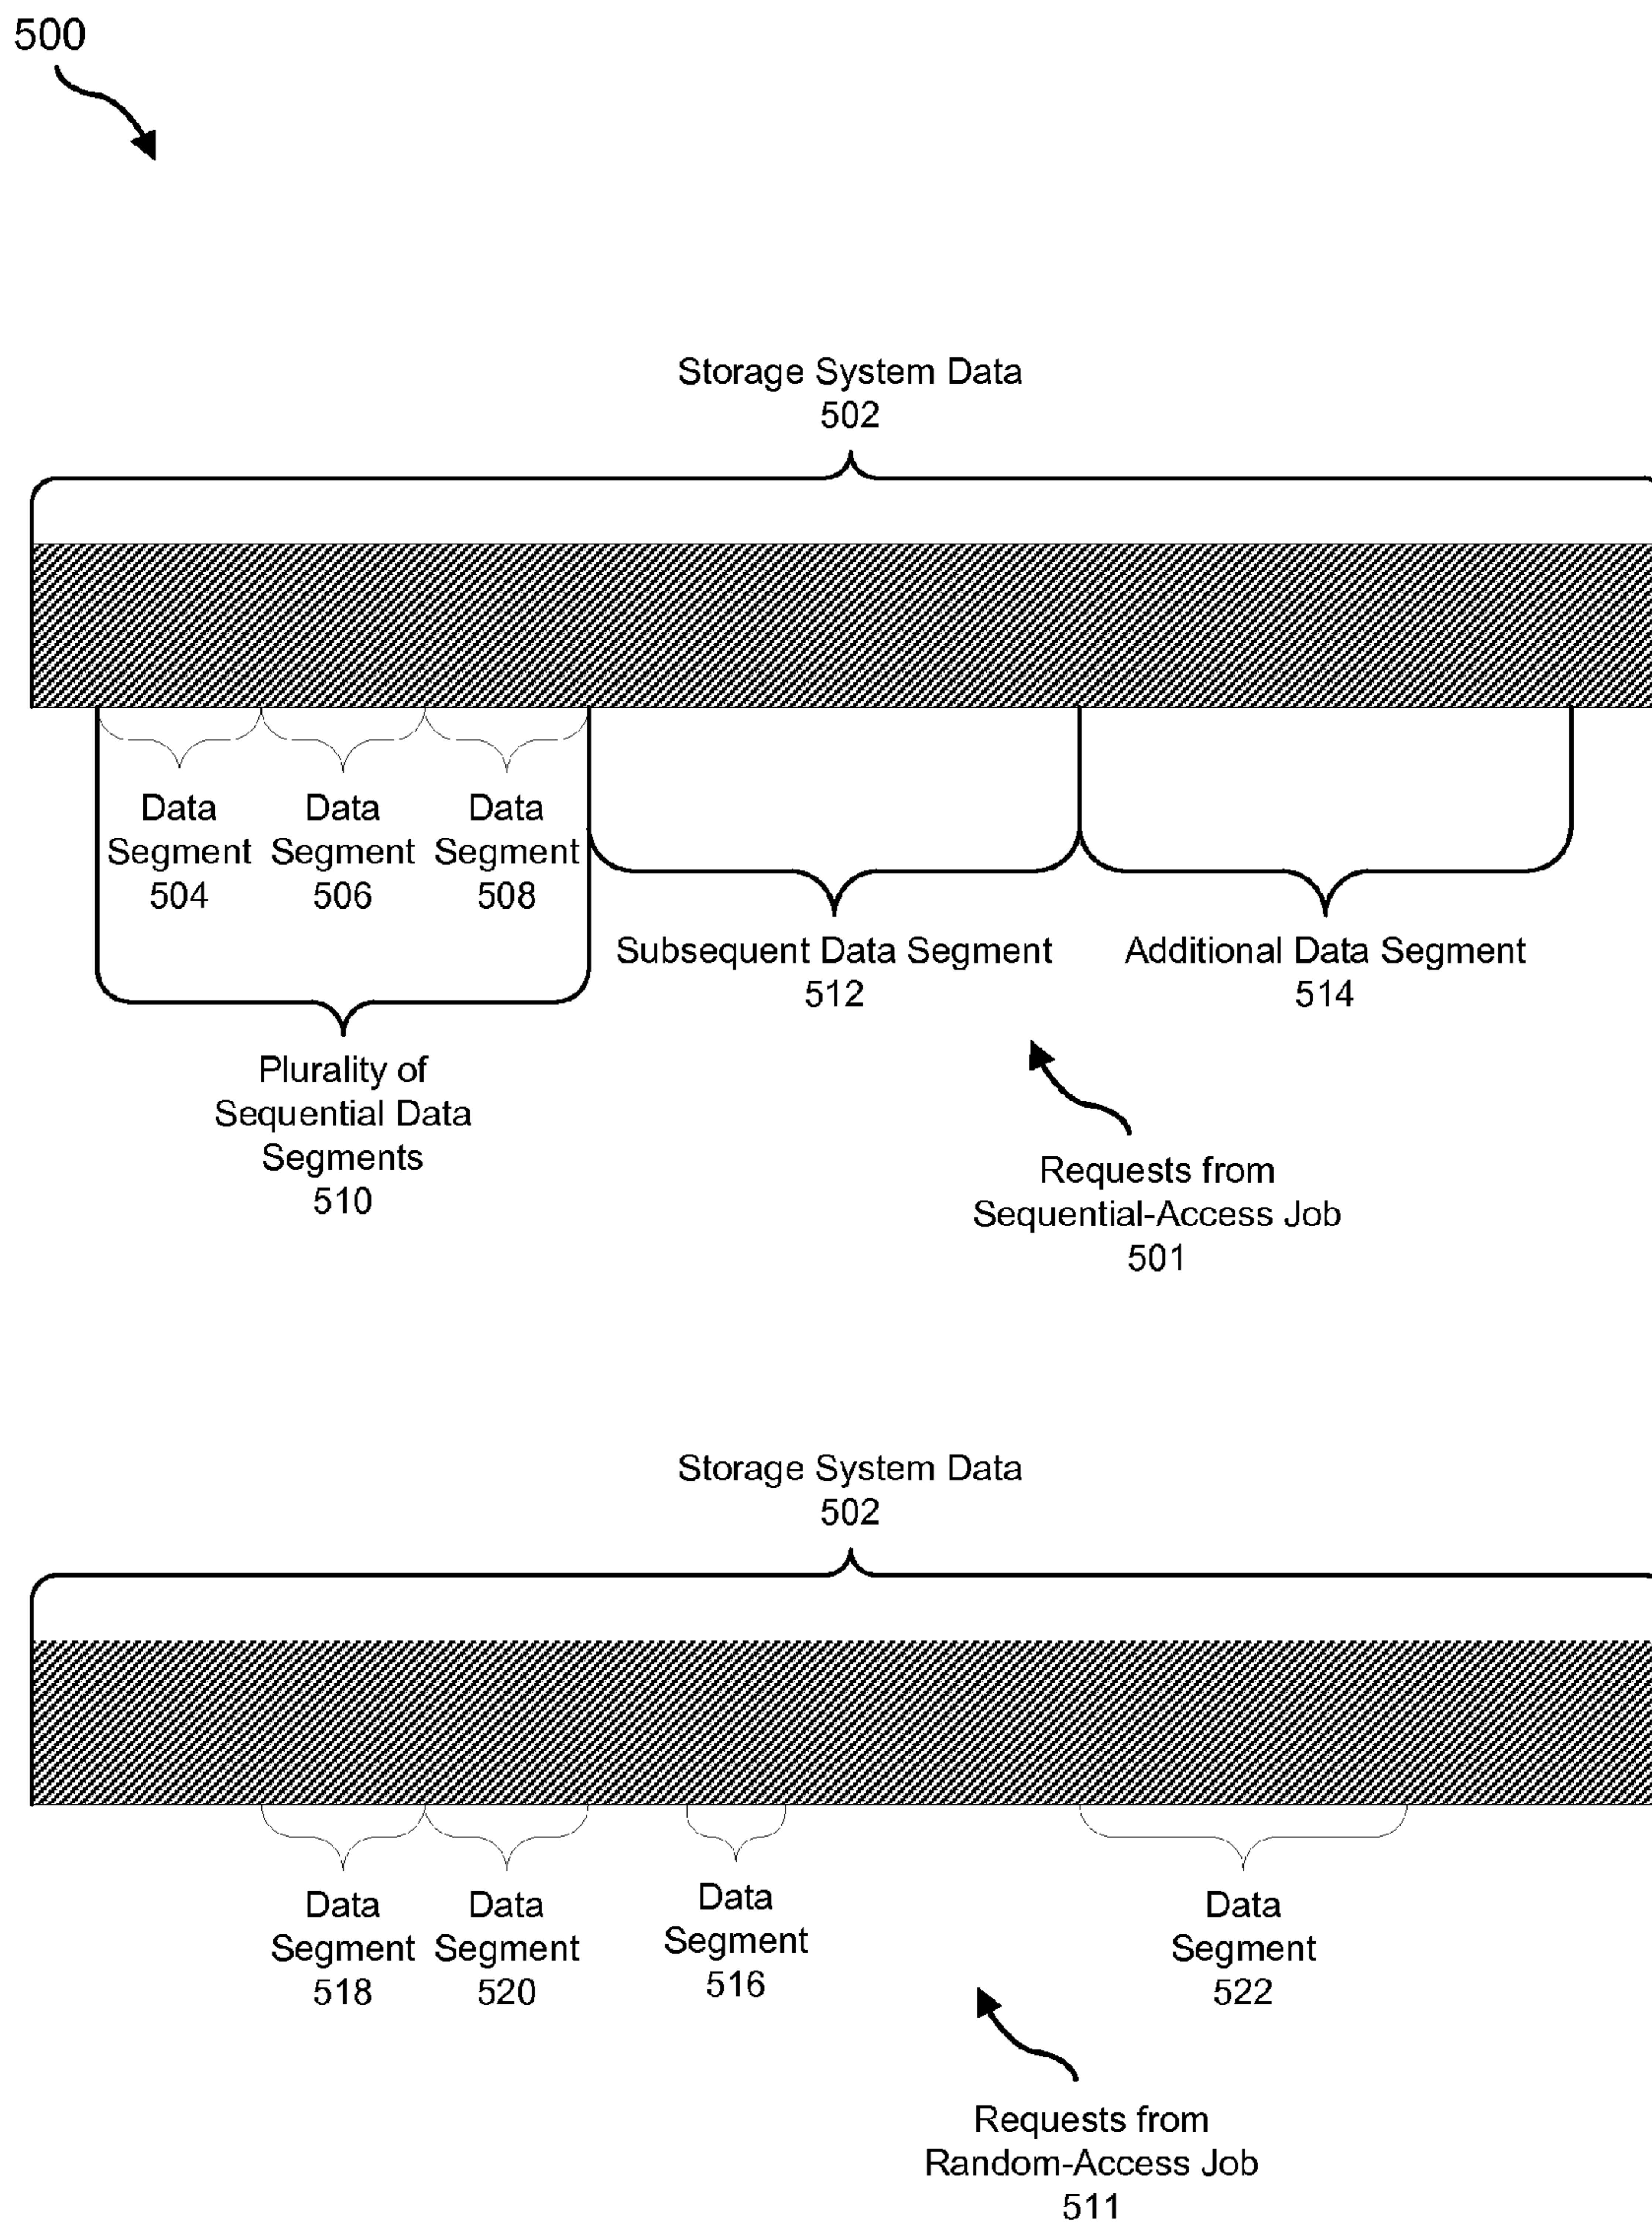 500
Storage System Data
502
Data
Segment
504
Data
Segment
506
Data
Segment
508
Subsequent Data Segment
512
Additional Data Segment
514
Plurality of
Sequential Data
Segments
510
Requests from
Sequential-Access Job
501
Storage System Data
502
Data
Segment
518
Data
Segment
520
Data
Segment
516
Data
Segment
522
Requests from
Random-Access Job
511